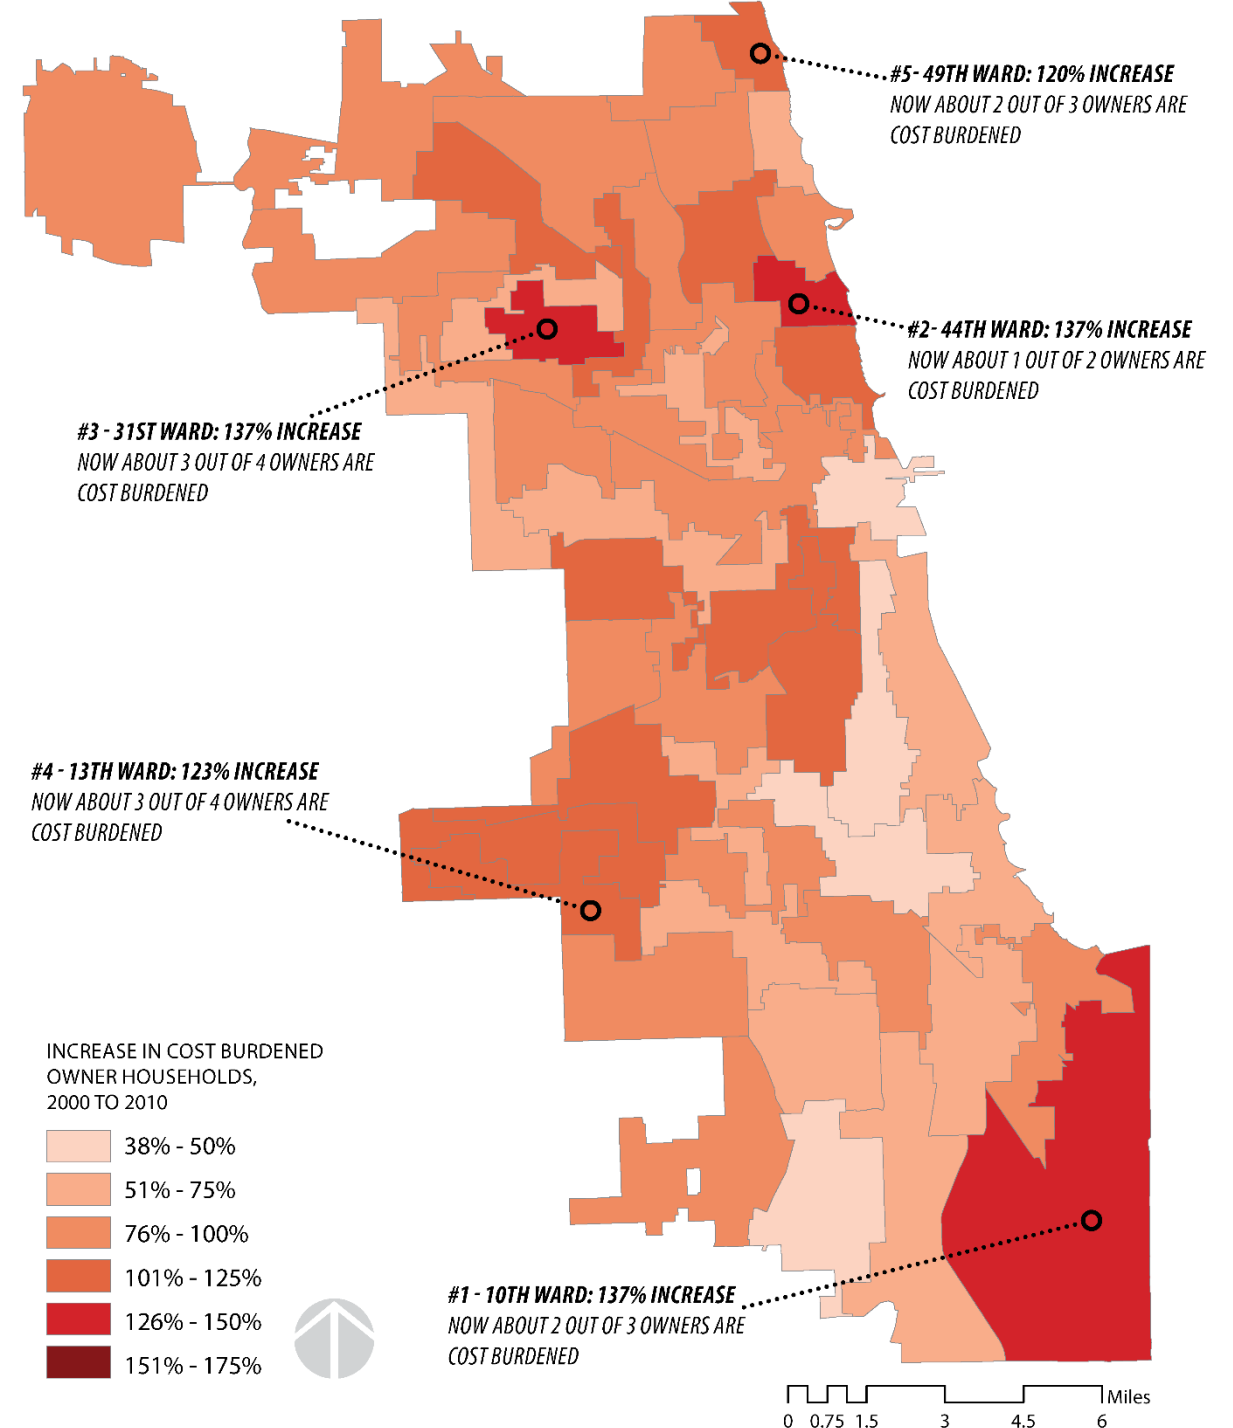 #5- 49TH WARD: 120% INCREASE
NOW ABOUT 2 OUT OF 3 OWNERS ARE
COST BURDENED
#2- 44TH WARD: 137% INCREASE
NOW ABOUT 1 OUT OF 2 OWNERS ARE
COST BURDENED
#3 - 31ST WARD: 137% INCREASE
NOW ABOUT 3 OUT OF 4 OWNERS ARE
COST BURDENED
#4 - 13TH WARD: 123% INCREASE
NOW ABOUT 3 OUT OF 4 OWNERS ARE
COST BURDENED
INCREASE IN COST BURDENED
OWNER HOUSEHOLDS,
2000 TO 2010
38% - 50%
51% - 75%
76% - 100%
101% - 125%
126% - 150%
151% - 175%
#1 - 10TH WARD: 137% INCREASE
NOW ABOUT 2 OUT OF 3 OWNERS ARE
COST BURDENED
Miles
0 0.75 1.5 3 4.5 6